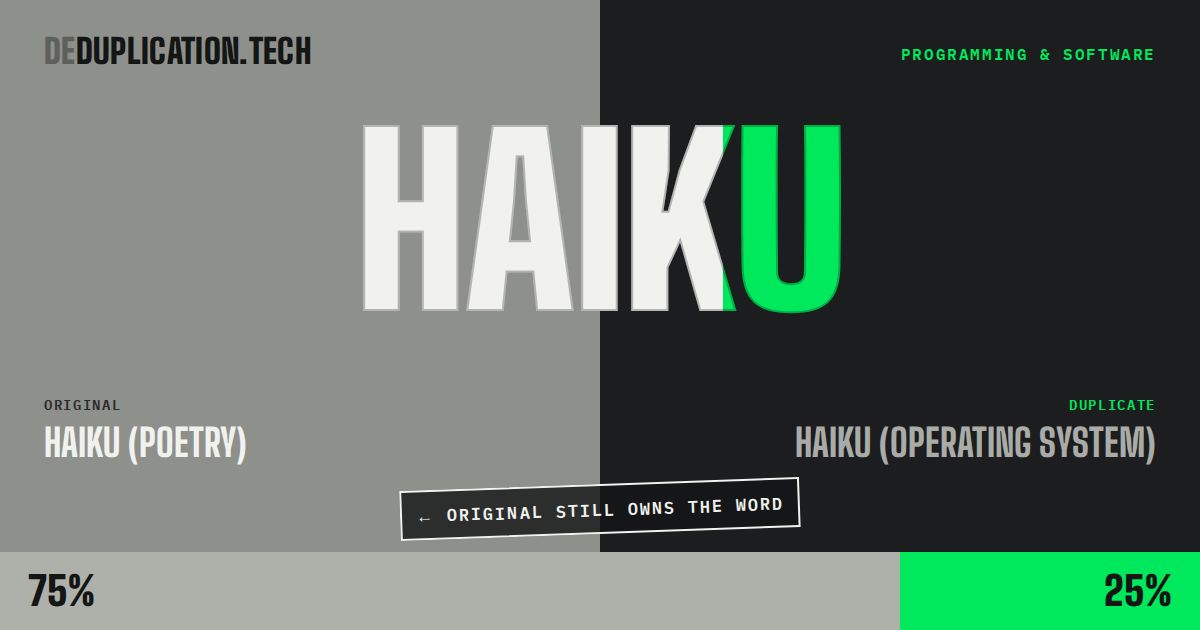 DEDUPLICATION.TECH
PROGRAMMING & SOFTWARE
HAIKU
ORIGINAL
HAIKU (POETRY)
DUPLICATE
HAIKU (OPERATING SYSTEM)
← ORIGINAL STILL OWNS THE WORD
75%
25%